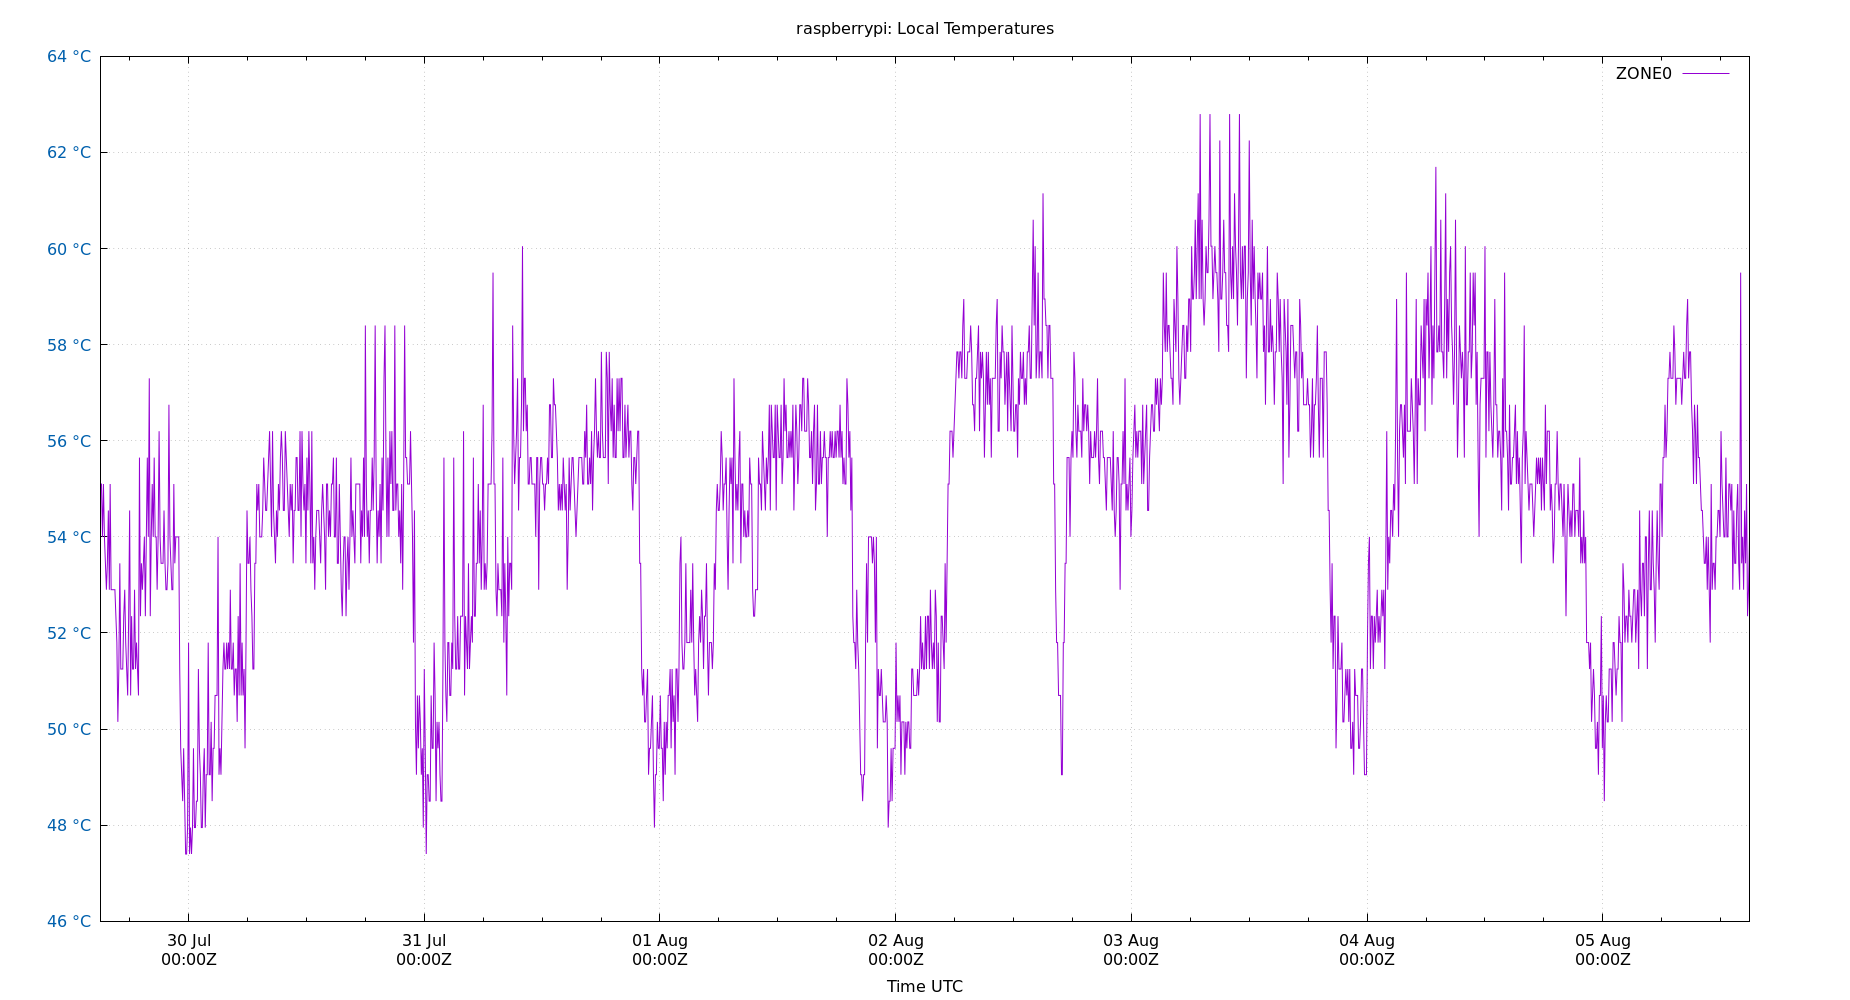 raspberrypi: Local Temperatures
64 °C
ZONE0
62 °C
60 °C
58 °C
56 °C
54 °C
52 °C
50 °C
48 °C
46 °C
30 Jul 31 Jul 01 Aug 02 Aug 03 Aug 04 Aug 05 Aug
00:00Z 00:00Z 00:00Z 00:00Z 00:00Z 00:00Z 00:00Z
Time UTC